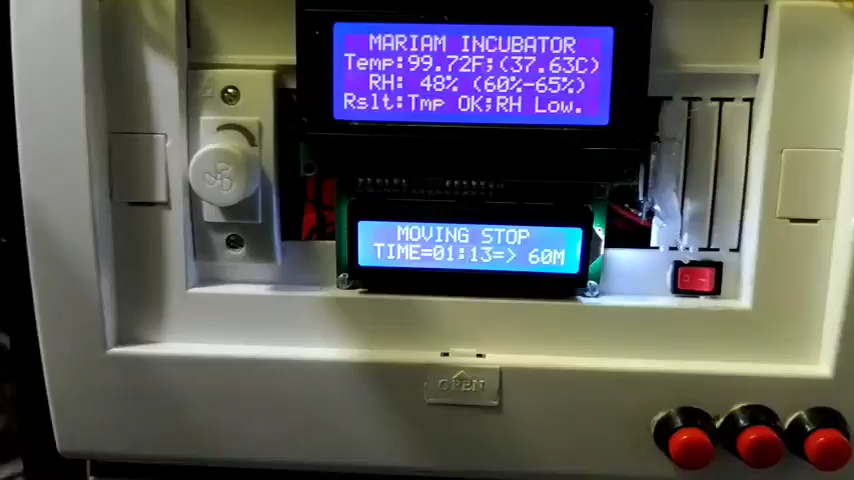 MARIAM INCUBATOR
Temp:99.72F;(37.63C)
RH: 48% (60%-65%)
Rslt:Tmp OK;RH Low.
MOVING STOP
TIME=01:13=> 60M
OPEN